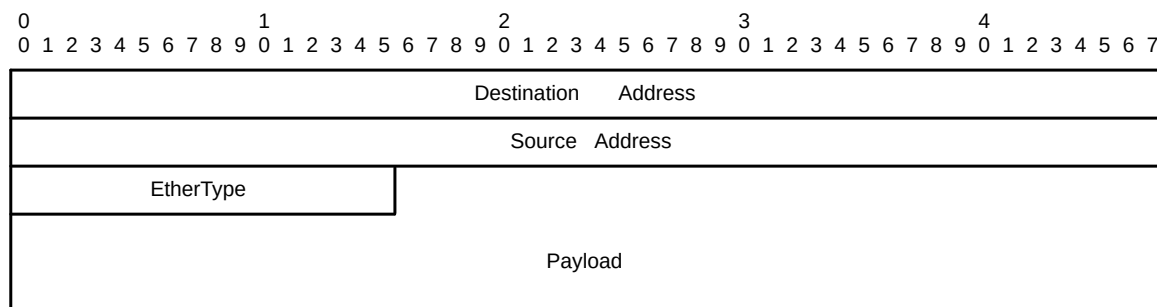 0 1 2 3 4
0 1 2 3 4 5 6 7 8 9 0 1 2 3 4 5 6 7 8 9 0 1 2 3 4 5 6 7 8 9 0 1 2 3 4 5 6 7 8 9 0 1 2 3 4 5 6 7
Destination Address
Source Address
EtherType
Payload